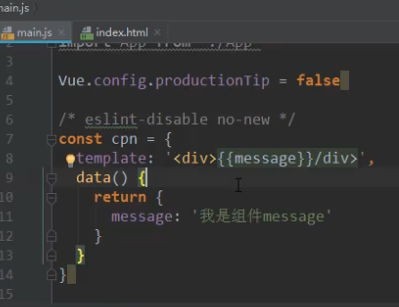 main.js
main.js index.html
2 import App from './App'
3
4 Vue.config.productionTip = false
5
6 /* eslint-disable no-new */
7 const cpn = {
8 template: '<div>{{message}}/div>',
9 data() {
10 return {
11 message: '我是组件message'
12 }
13 }
14 }
15